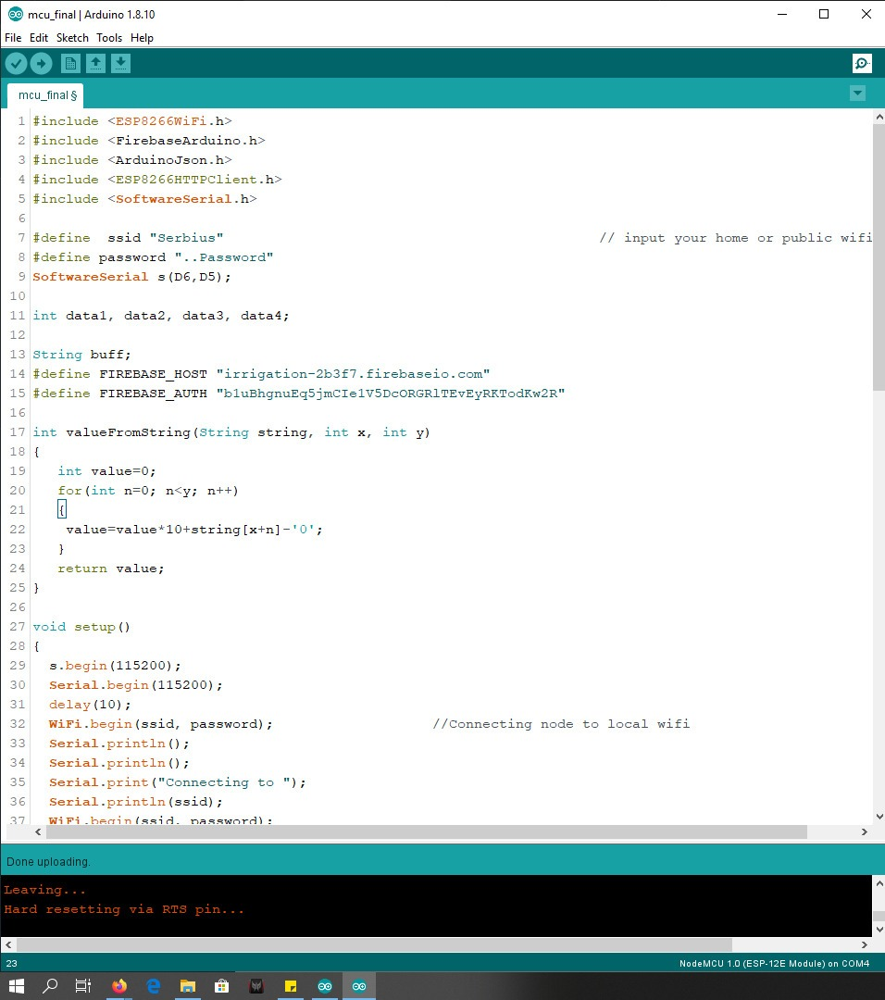 mcu_final | Arduino 1.8.10
File Edit Sketch Tools Help
mcu_final §
1 #include <ESP8266WiFi.h>
2 #include <FirebaseArduino.h>
3 #include <ArduinoJson.h>
4 #include <ESP8266HTTPClient.h>
5 #include <SoftwareSerial.h>
6
7 #define  ssid "Serbius" // input your home or public wifi
8 #define password "..Password"
9 SoftwareSerial s(D6,D5);
10
11 int data1, data2, data3, data4;
12
13 String buff;
14 #define FIREBASE_HOST "irrigation-2b3f7.firebaseio.com"
15 #define FIREBASE_AUTH "b1uBhgnuEq5jmCIe1V5DcORGRlTEvEyRKTodKw2R"
16
17 int valueFromString(String string, int x, int y)
18 {
19    int value=0;
20    for(int n=0; n<y; n++)
21    {
22     value=value*10+string[x+n]-'0';
23    }
24    return value;
25 }
26
27 void setup()
28 {
29   s.begin(115200);
30   Serial.begin(115200);
31   delay(10);
32   WiFi.begin(ssid, password); //Connecting node to local wifi
33   Serial.println();
34   Serial.println();
35   Serial.print("Connecting to ");
36   Serial.println(ssid);
37   WiFi.begin(ssid, password);
Done uploading.
Leaving...
Hard resetting via RTS pin...
23 NodeMCU 1.0 (ESP-12E Module) on COM4